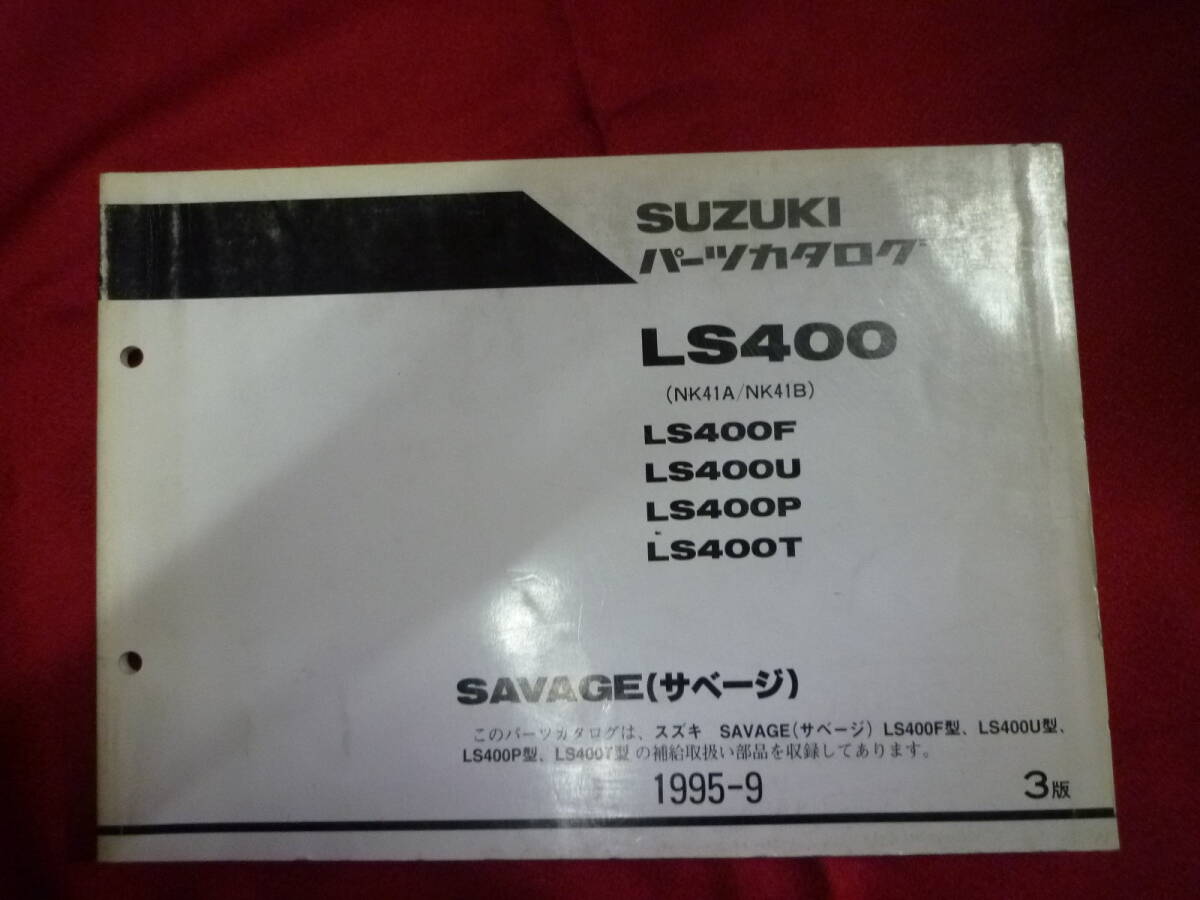 SUZUKI
パーツカタログ
LS400
(NK41A/NK41B)
LS400F
LS400U
LS400P
LS400T
SAVAGE(サベージ)
このパーツカタログは、スズキ SAVAGE(サベージ) LS400F型、LS400U型、
LS400P型、LS400T型 の補給取扱い部品を収録してあります。
1995-9 3版